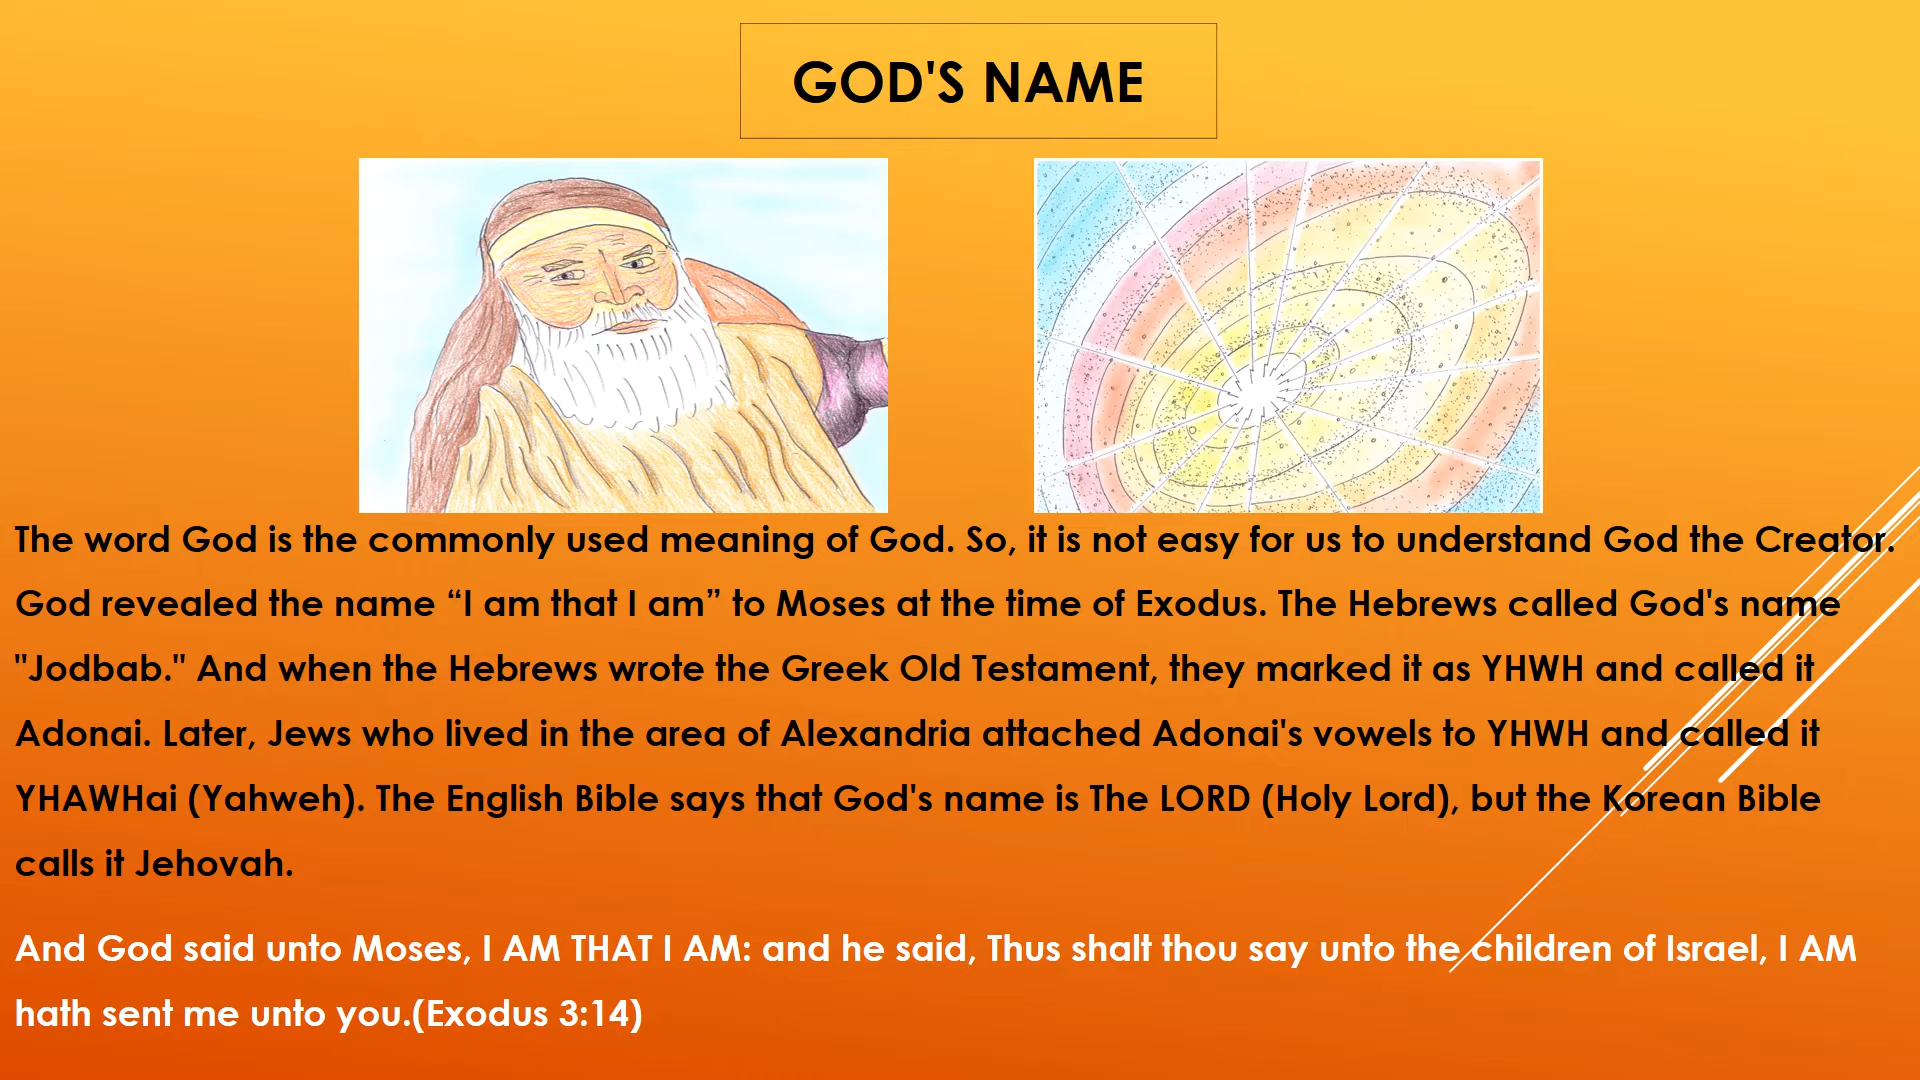 GOD'S NAME
The word God is the commonly used meaning of God. So, it is not easy for us to understand God the Creator.
God revealed the name “I am that I am” to Moses at the time of Exodus. The Hebrews called God's name
"Jodbab." And when the Hebrews wrote the Greek Old Testament, they marked it as YHWH and called it
Adonai. Later, Jews who lived in the area of Alexandria attached Adonai's vowels to YHWH and called it
YHAWHai (Yahweh). The English Bible says that God's name is The LORD (Holy Lord), but the Korean Bible
calls it Jehovah.
And God said unto Moses, I AM THAT I AM: and he said, Thus shalt thou say unto the children of Israel, I AM
hath sent me unto you.(Exodus 3:14)